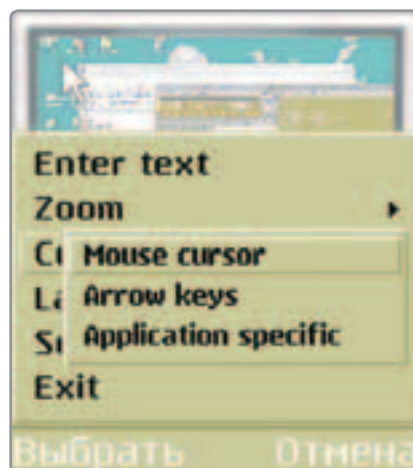 Enter text
Zoom
Mouse cursor
Arrow keys
Application specific
Exit
Выбрать Отмена